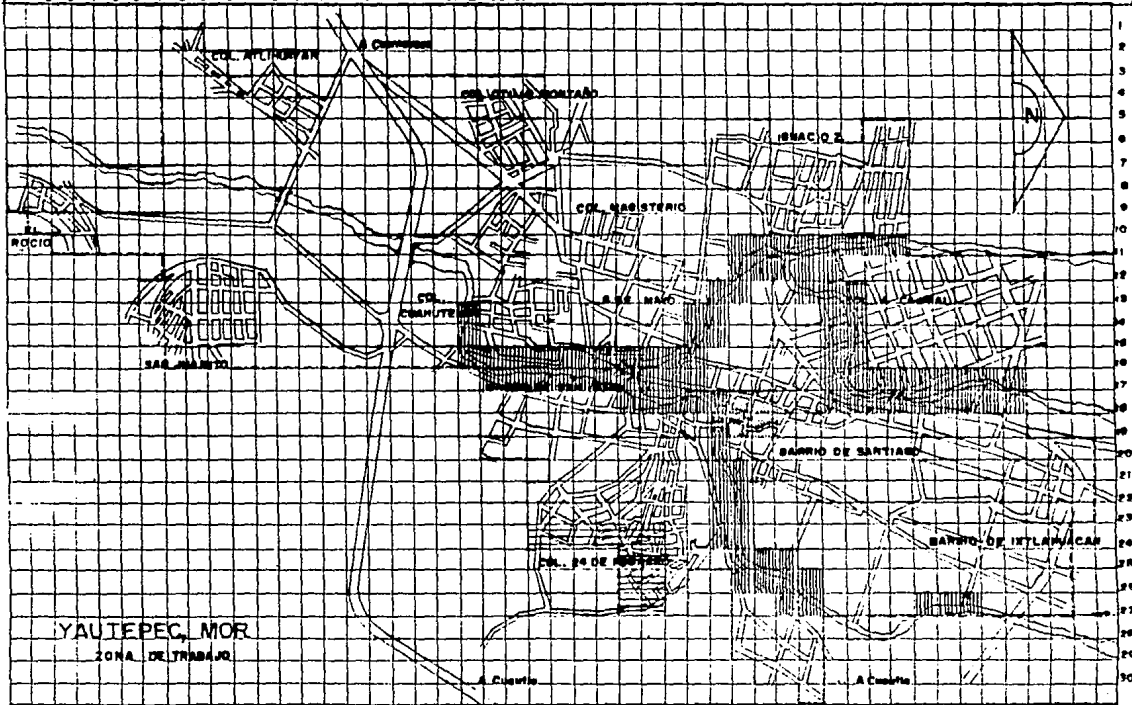 A Cuernavaca
COL. ATLIHUAYAN
COL. OTILIO MONTAÑO
N
IGNACIO Z.
COL. MAGISTERIO
EL
ROCIO
COL.
CUAHUTEMOC
5 DE MAYO
SAN JUANITO
BARRIO DE SANTIAGO
BARRIO DE IXTLAHUACAN
COL. 24 DE FEBRERO
YAUTEPEC, MOR
ZONA DE TRABAJO
A Cuautla
A Cuautla
1
2
3
4
5
6
7
8
9
10
11
12
13
14
15
16
17
18
19
20
21
22
23
24
25
26
27
28
29
30